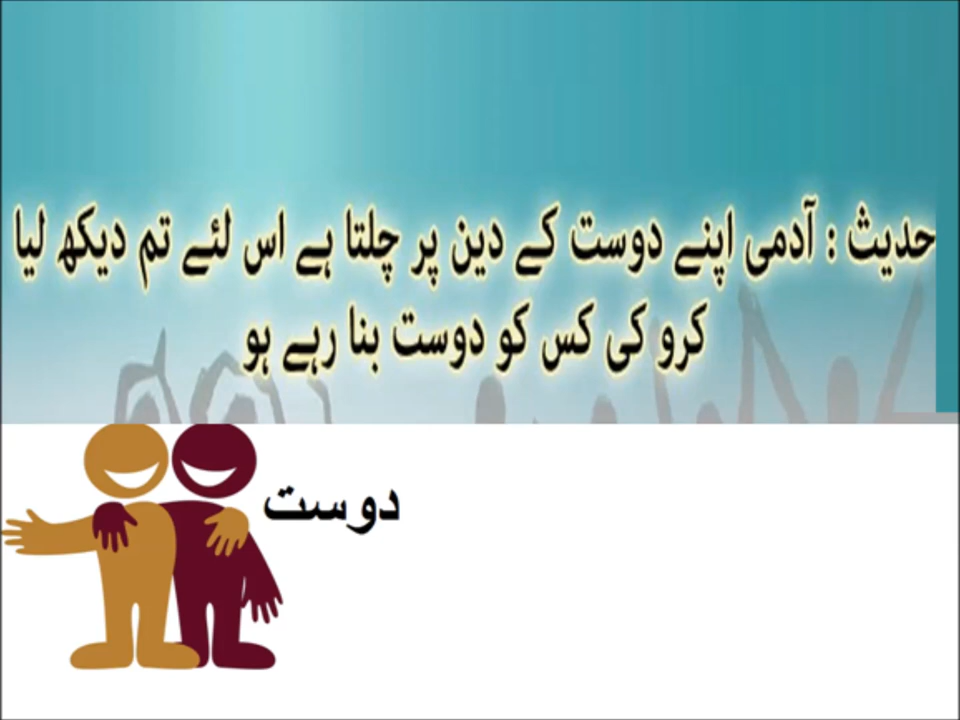 حدیث : آدمی اپنے دوست کے دین پر چلتا ہے اس لئے تم دیکھ لیا
کرو کی کس کو دوست بنا رہے ہو
دوست